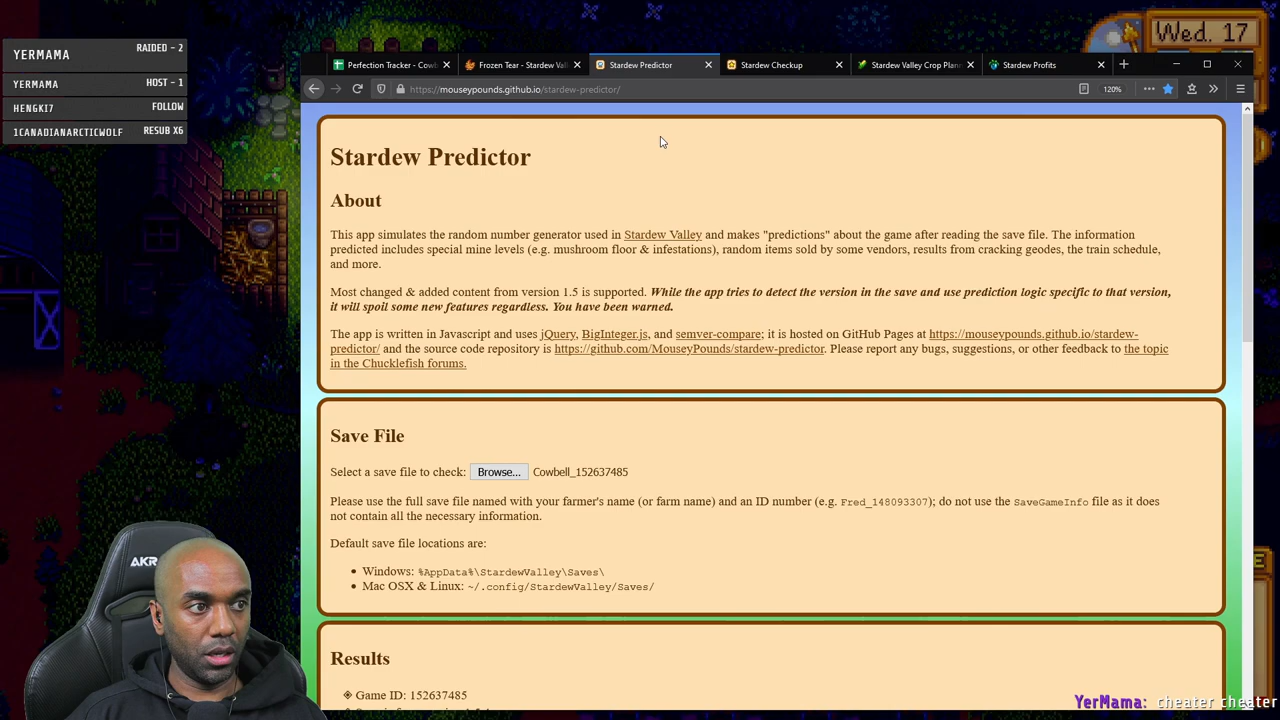 Wed. 17
YERMAMA
RAIDED - 2
YERMAMA
HOST - 1
HENGKI7
FOLLOW
1CANADIANARCTICWOLF
RESUB X6
Perfection Tracker - Cowb
Frozen Tear - Stardew Val
Stardew Predictor
Stardew Checkup
Stardew Valley Crop Plann
Stardew Profits
https://mouseypounds.github.io/stardew-predictor/
120%
Stardew Predictor
About
This app simulates the random number generator used in Stardew Valley and makes "predictions" about the game after reading the save file. The information
predicted includes special mine levels (e.g. mushroom floor & infestations), random items sold by some vendors, results from cracking geodes, the train schedule,
and more.
Most changed & added content from version 1.5 is supported. While the app tries to detect the version in the save and use prediction logic specific to that version,
it will spoil some new features regardless. You have been warned.
The app is written in Javascript and uses jQuery, BigInteger.js, and semver-compare; it is hosted on GitHub Pages at https://mouseypounds.github.io/stardew-
predictor/ and the source code repository is https://github.com/MouseyPounds/stardew-predictor. Please report any bugs, suggestions, or other feedback to the topic
in the Chucklefish forums.
Save File
Select a save file to check: Browse... Cowbell_152637485
Please use the full save file named with your farmer's name (or farm name) and an ID number (e.g. Fred_148093307); do not use the SaveGameInfo file as it does
not contain all the necessary information.
Default save file locations are:
Windows: %AppData%\StardewValley\Saves\
Mac OSX & Linux: ~/.config/StardewValley/Saves/
Results
Game ID: 152637485
AKR
YerMama: cheater cheater